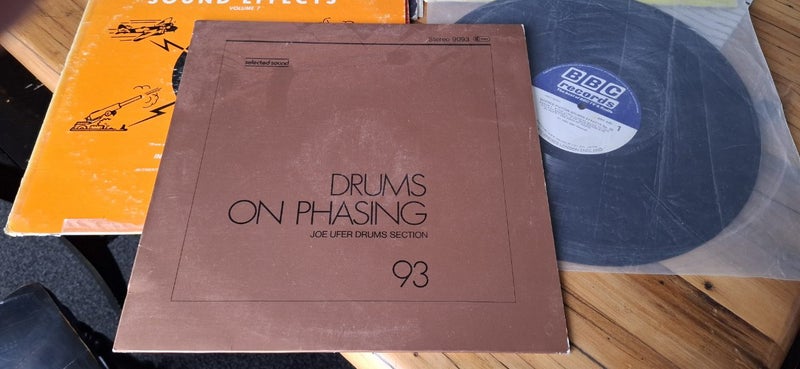 SOUND EFFECTS
VOLUME 7
Stereo 9093
selected sound
DRUMS
ON PHASING
JOE UFER DRUMS SECTION
93
BBC
records
1